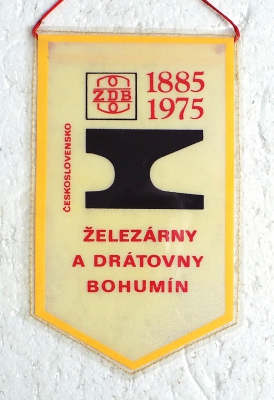 ŽDB
1885
1975
ČESKOSLOVENSKO
ŽELEZÁRNY
A DRÁTOVNY
BOHUMÍN